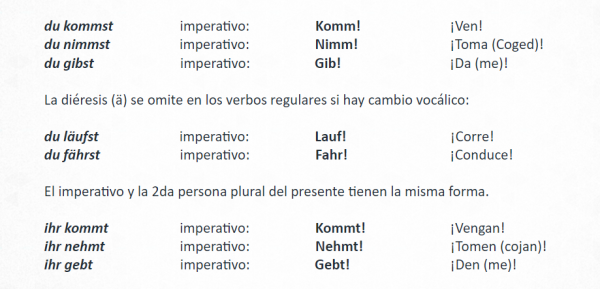 du kommst imperativo: Komm! ¡Ven!
du nimmst imperativo: Nimm! ¡Toma (Coged)!
du gibst imperativo: Gib! ¡Da (me)!
La diéresis (ä) se omite en los verbos regulares si hay cambio vocálico:
du läufst imperativo: Lauf! ¡Corre!
du fährst imperativo: Fahr! ¡Conduce!
El imperativo y la 2da persona plural del presente tienen la misma forma.
ihr kommt imperativo: Kommt! ¡Vengan!
ihr nehmt imperativo: Nehmt! ¡Tomen (cojan)!
ihr gebt imperativo: Gebt! ¡Den (me)!